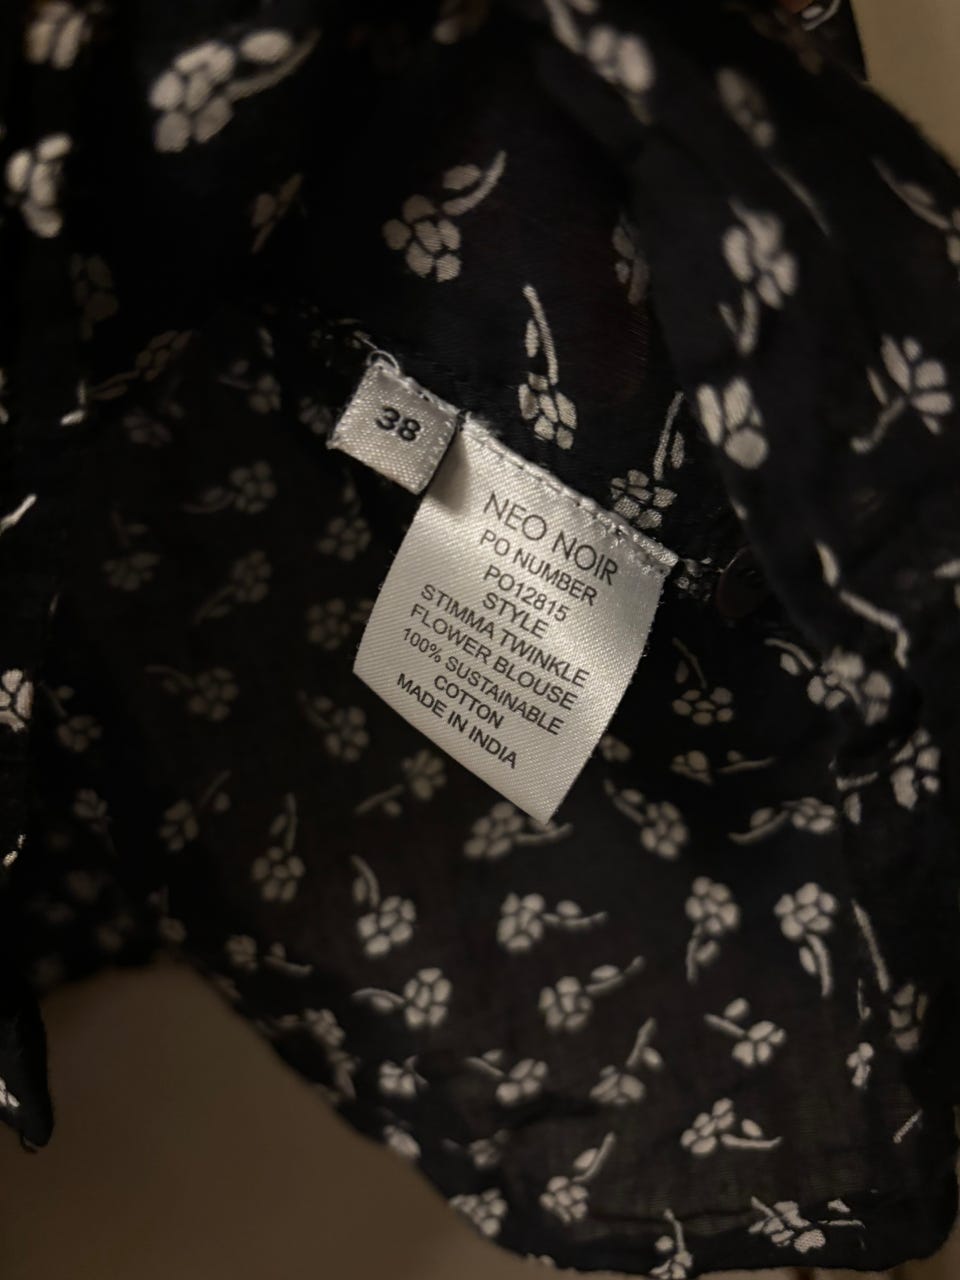 38
NEO NOIR
PO NUMBER
PO12815
STYLE
STIMMA TWINKLE
FLOWER BLOUSE
100% SUSTAINABLE
COTTON
MADE IN INDIA